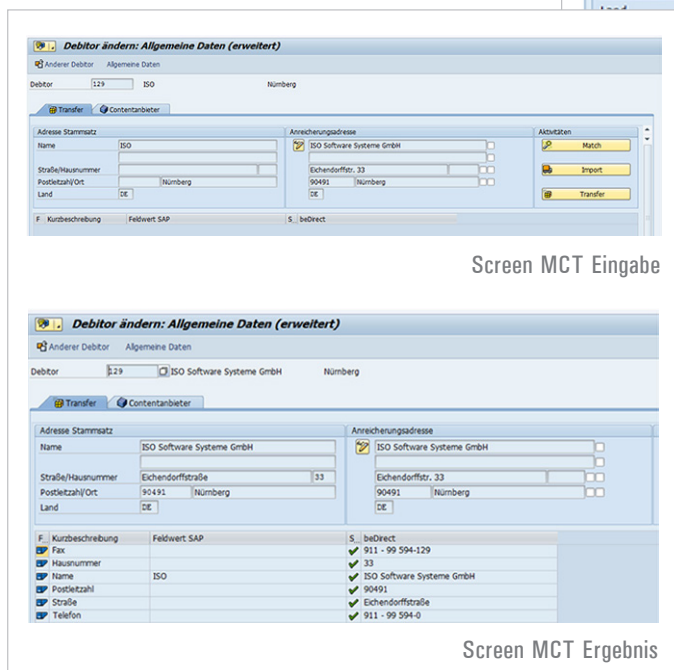 Land
Debitor ändern: Allgemeine Daten (erweitert)
Anderer Debitor Allgemeine Daten
Debitor 129 ISO Nürnberg
Transfer Contentanbieter
Adresse Stammsatz Anreicherungsadresse Aktivitäten
Name ISO ISO Software Systeme GmbH Match
Straße/Hausnummer Eichendorffstr. 33 Import
Postleitzahl/Ort Nürnberg 90491 Nürnberg
Land DE DE Transfer
F.. Kurzbeschreibung Feldwert SAP S.. beDirect
Screen MCT Eingabe
Debitor ändern: Allgemeine Daten (erweitert)
Anderer Debitor Allgemeine Daten
Debitor 129 ISO Software Systeme GmbH Nürnberg
Transfer Contentanbieter
Adresse Stammsatz Anreicherungsadresse
Name ISO Software Systeme GmbH ISO Software Systeme GmbH
Straße/Hausnummer Eichendorffstraße 33 Eichendorffstr. 33
Postleitzahl/Ort 90491 Nürnberg 90491 Nürnberg
Land DE DE
F.. Kurzbeschreibung Feldwert SAP S.. beDirect
Fax 911 - 99 594-129
Hausnummer 33
Name ISO ISO Software Systeme GmbH
Postleitzahl 90491
Straße Eichendorffstraße
Telefon 911 - 99 594-0
Screen MCT Ergebnis